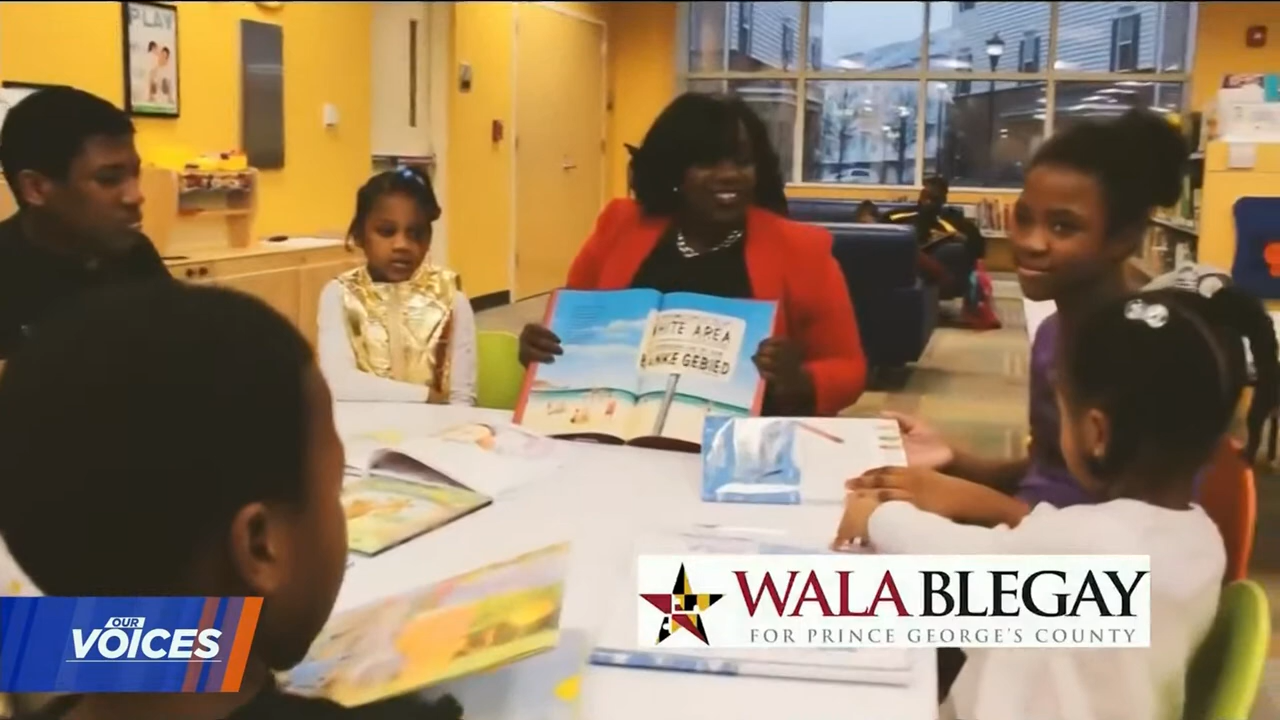 PLAY
WHITE AREA
BLANKE GEBIED
WALA BLEGAY
FOR PRINCE GEORGE'S COUNTY
OUR
VOICES